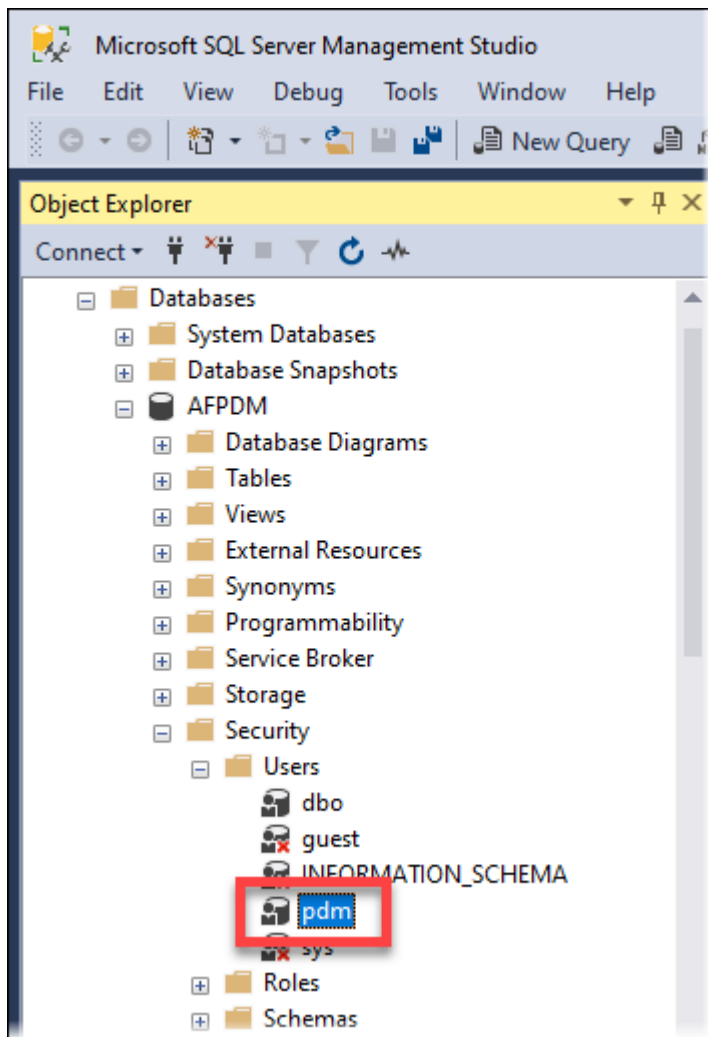 Microsoft SQL Server Management Studio
File Edit View Debug Tools Window Help
New Query
Object Explorer
Connect
Databases
System Databases
Database Snapshots
AFPDM
Database Diagrams
Tables
Views
External Resources
Synonyms
Programmability
Service Broker
Storage
Security
Users
dbo
guest
INFORMATION_SCHEMA
pdm
sys
Roles
Schemas